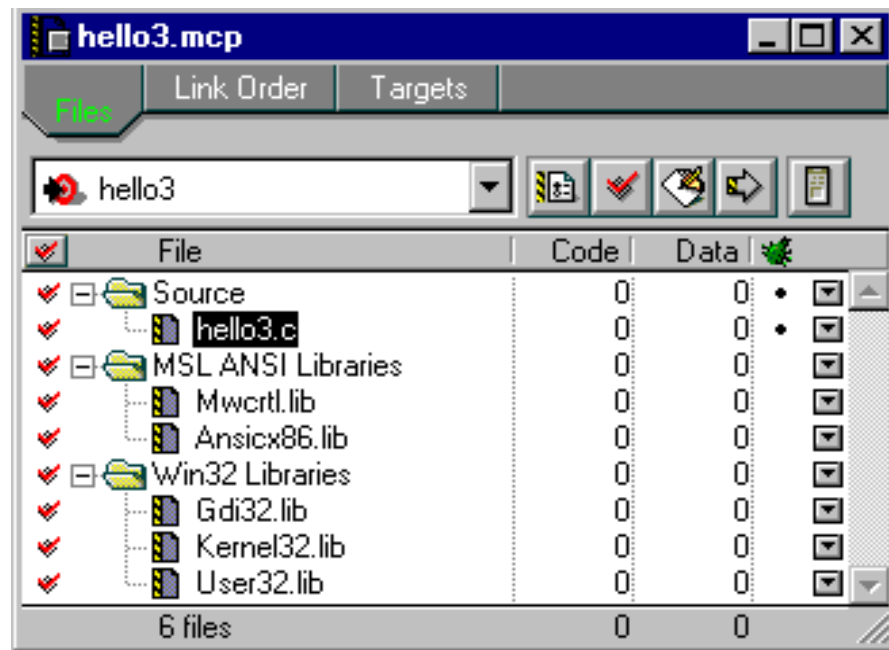 hello3.mcp
Files Link Order Targets
hello3
File Code Data
Source 0 0
hello3.c 0 0
MSL ANSI Libraries 0 0
Mwcrtl.lib 0 0
Ansicx86.lib 0 0
Win32 Libraries 0 0
Gdi32.lib 0 0
Kernel32.lib 0 0
User32.lib 0 0
6 files 0 0